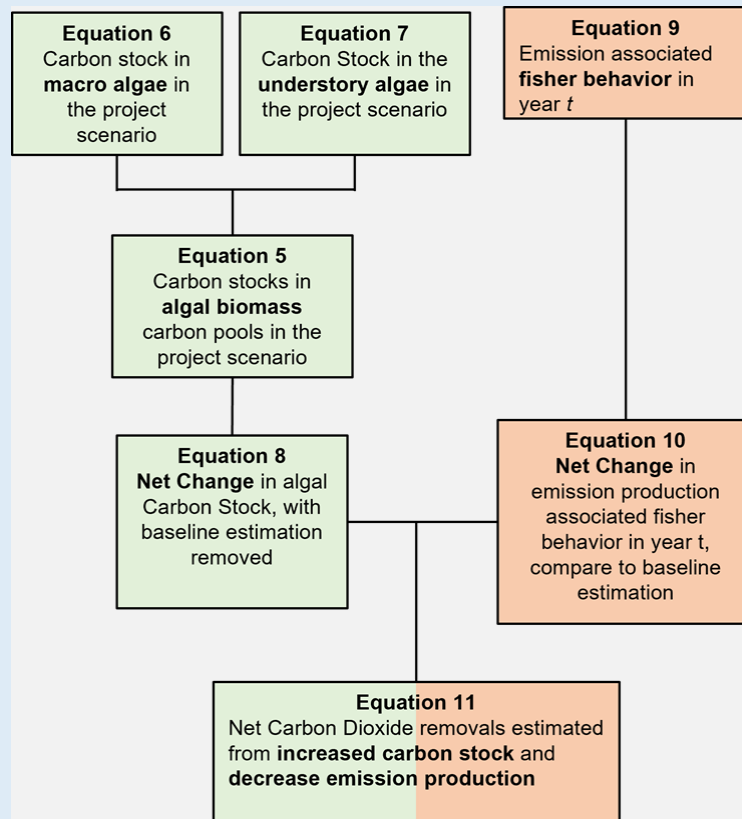 Equation 6
Carbon stock in
macro algae in
the project
scenario
Equation 7
Carbon Stock in the
understory algae in
the project scenario
Equation 9
Emission associated
fisher behavior in
year t
Equation 5
Carbon stocks in
algal biomass
carbon pools in the
project scenario
Equation 8
Net Change in algal
Carbon Stock, with
baseline estimation
removed
Equation 10
Net Change in
emission production
associated fisher
behavior in year t,
compare to baseline
estimation
Equation 11
Net Carbon Dioxide removals estimated
from increased carbon stock and
decrease emission production